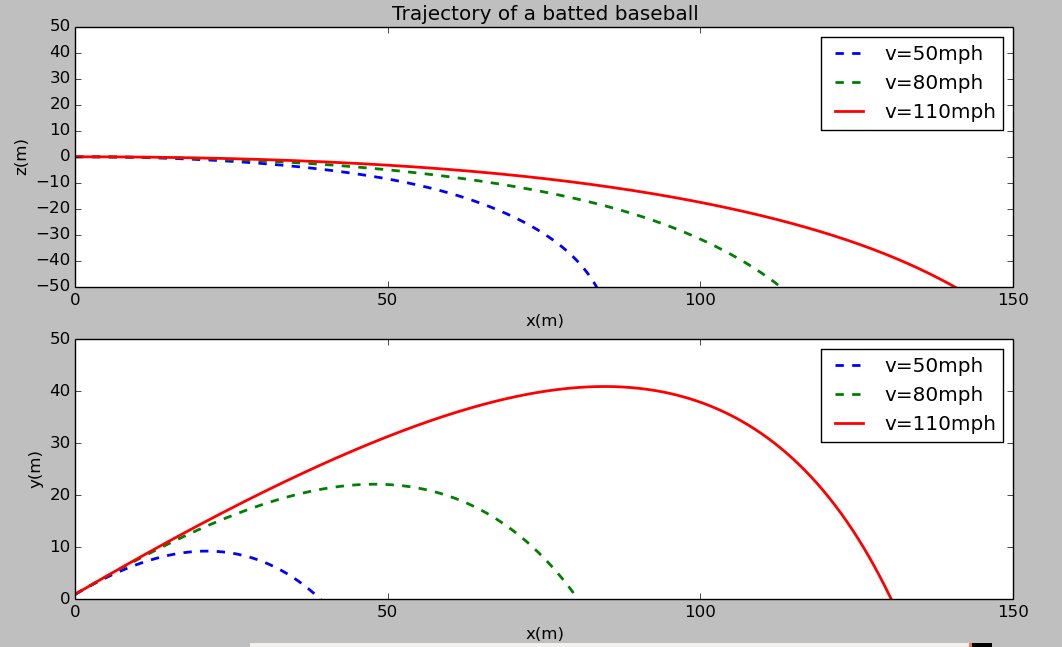 Trajectory of a batted baseball
50
40
30
20
10
0
−10
−20
−30
−40
−50
z(m)
v=50mph
v=80mph
v=110mph
0 50 100 150
x(m)
50
40
30
20
10
0
y(m)
v=50mph
v=80mph
v=110mph
0 50 100 150
x(m)